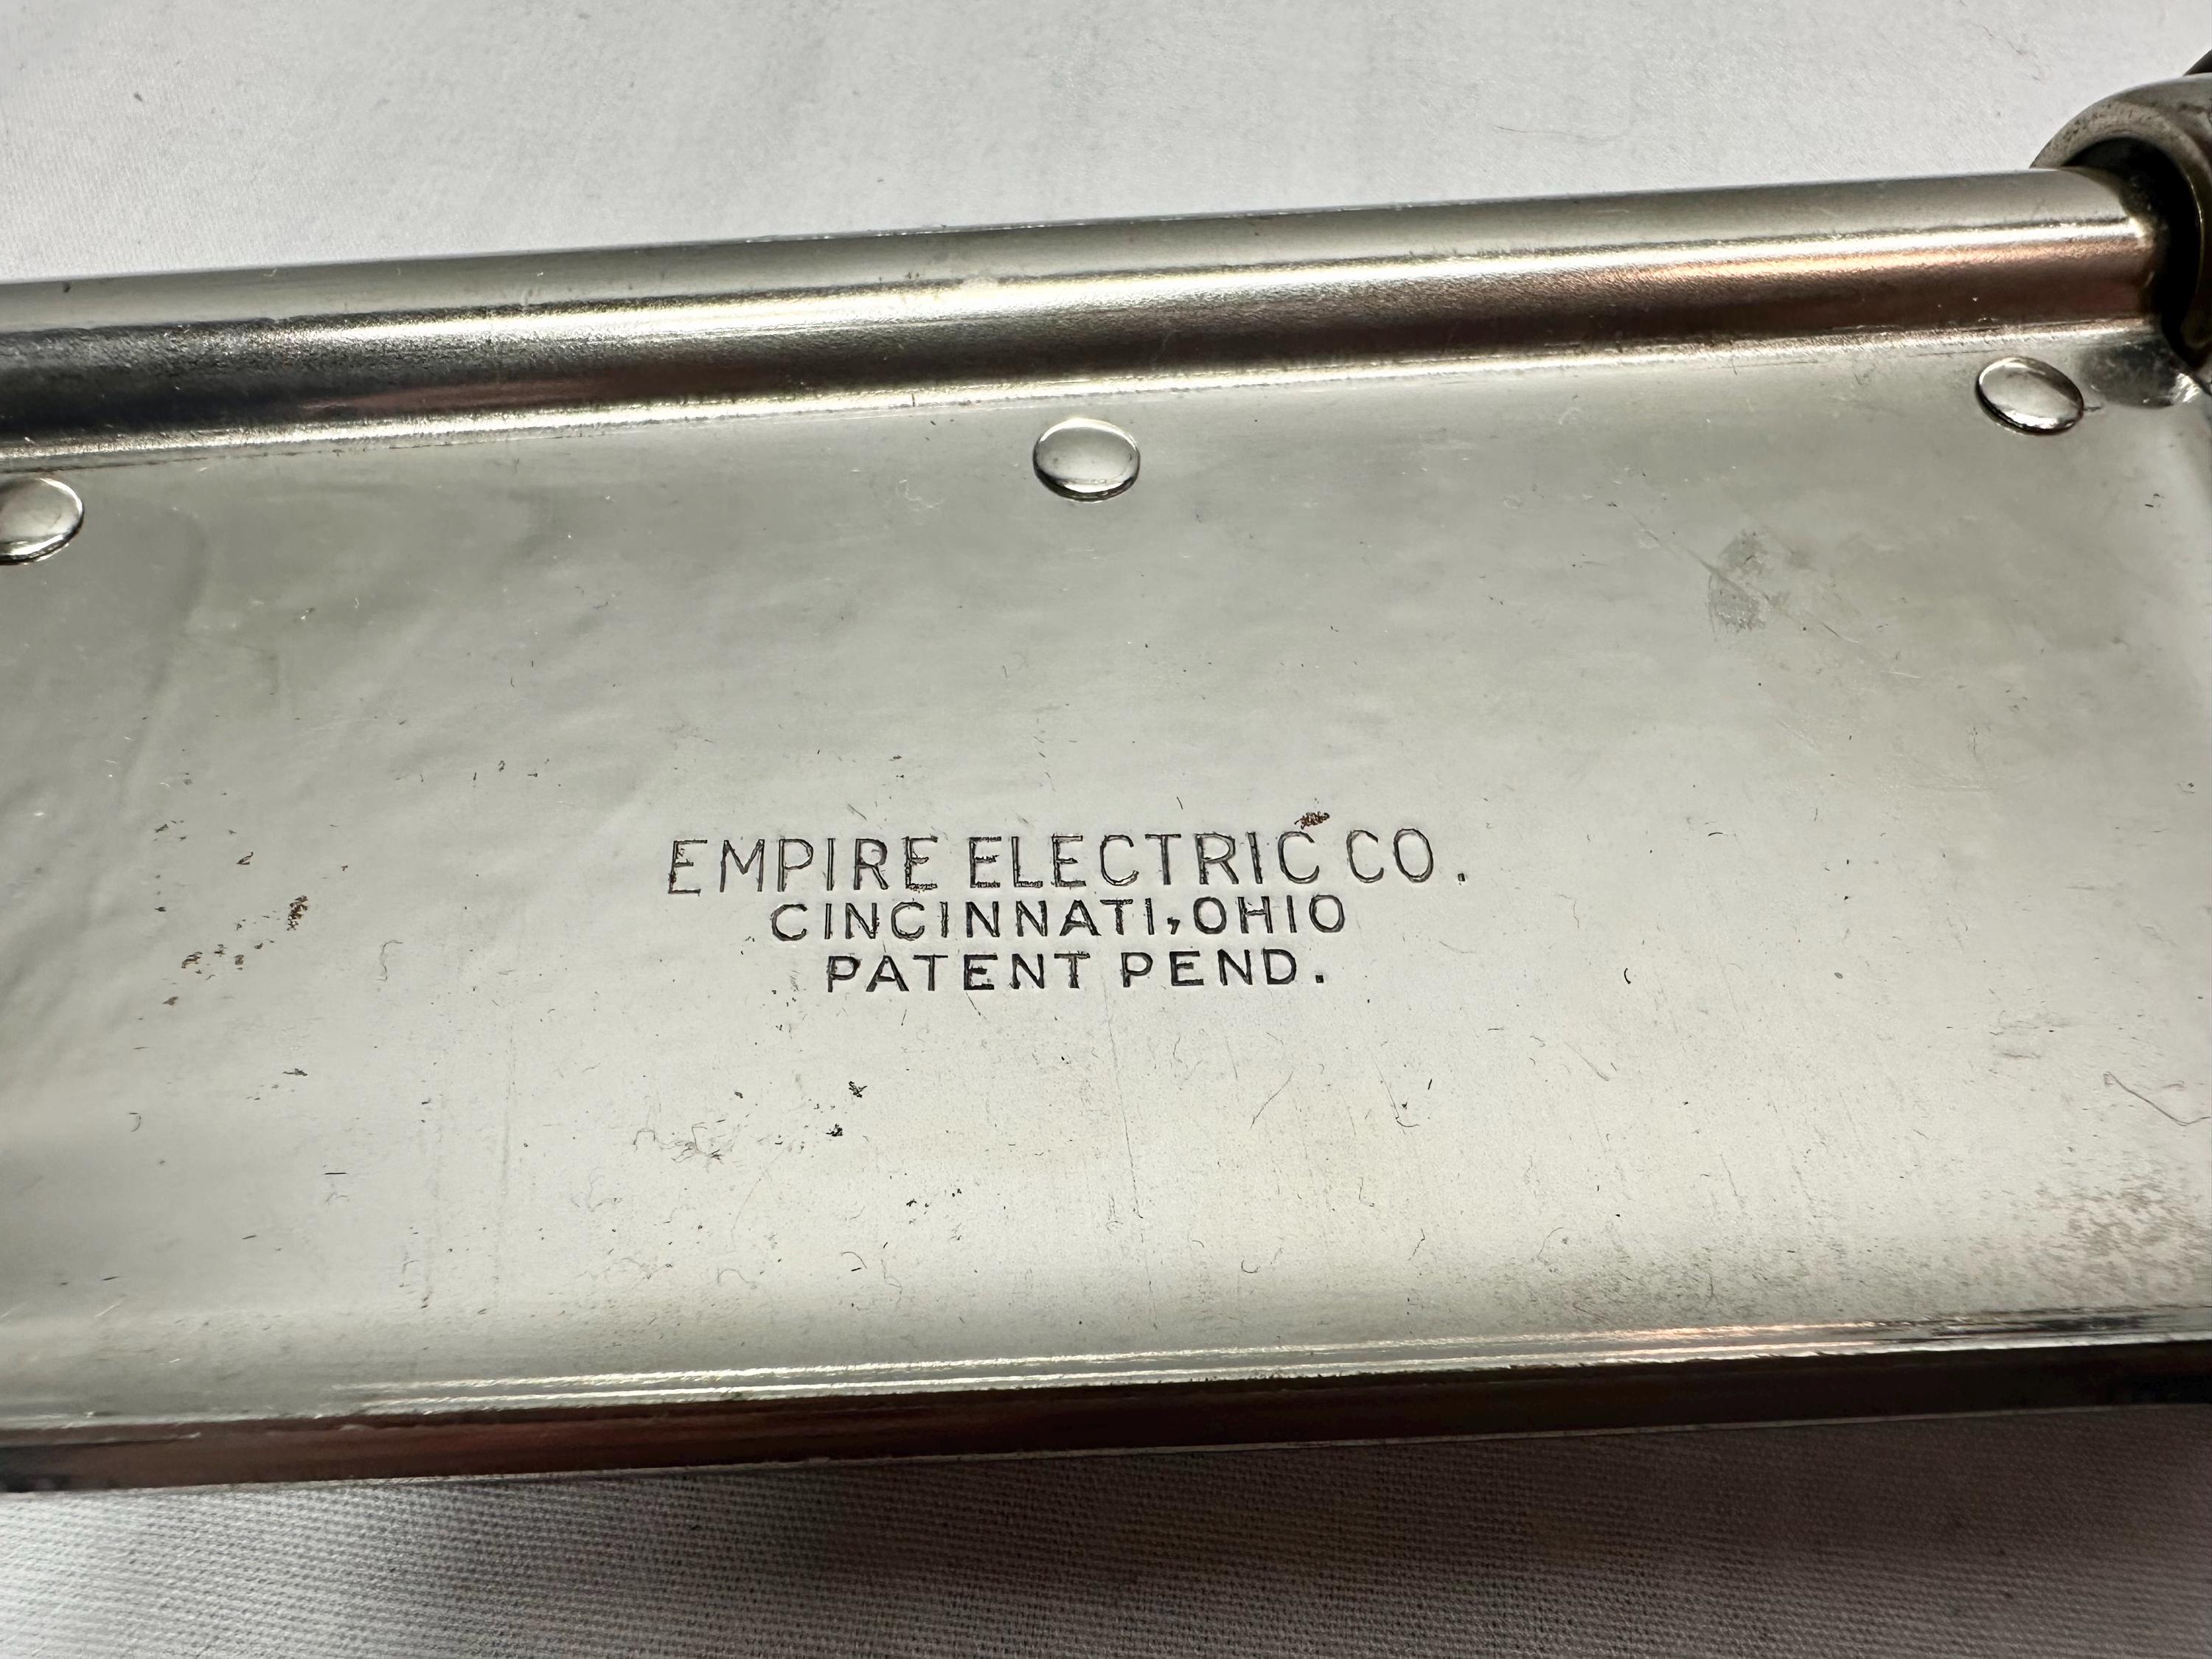 EMPIRE ELECTRIC CO.
CINCINNATI, OHIO
PATENT PEND.